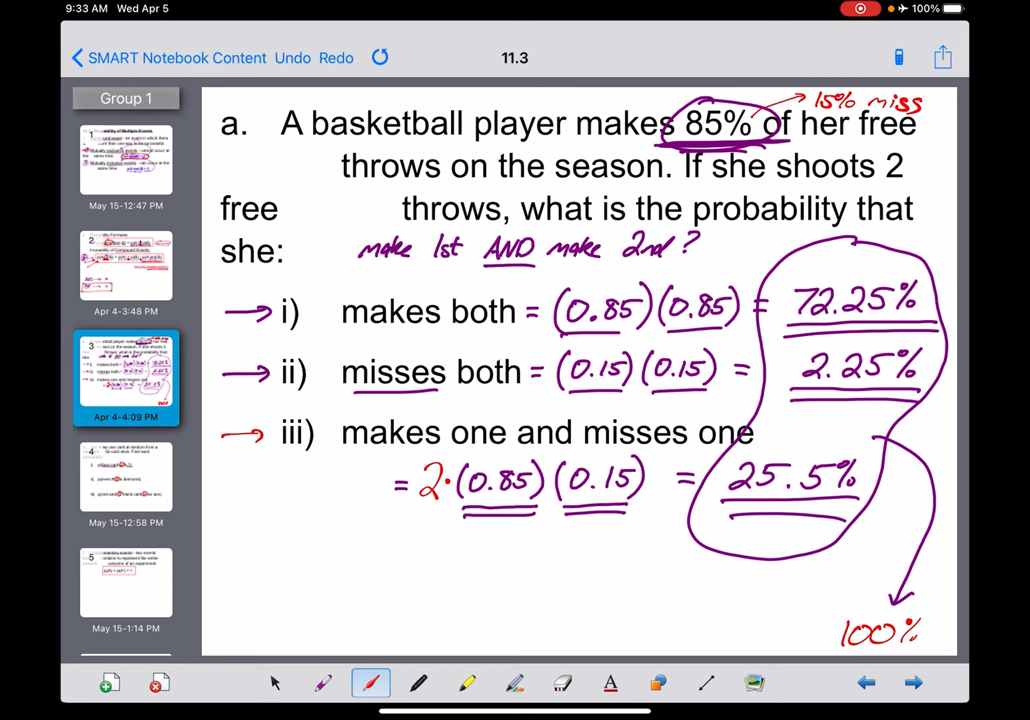 9:33 AM Wed Apr 5
100%
SMART Notebook Content Undo Redo
11.3
Group 1
1
May 15-12:47 PM
2
Apr 4-3:48 PM
3
Apr 4-4:09 PM
4
May 15-12:58 PM
5
May 15-1:14 PM
15% miss
a. A basketball player makes 85% of her free
throws on the season. If she shoots 2
free throws, what is the probability that
she: make 1st AND make 2nd?
i) makes both = (0.85)(0.85) = 72.25%
ii) misses both = (0.15)(0.15) = 2.25%
iii) makes one and misses one
= 2·(0.85)(0.15) = 25.5%
100%
A